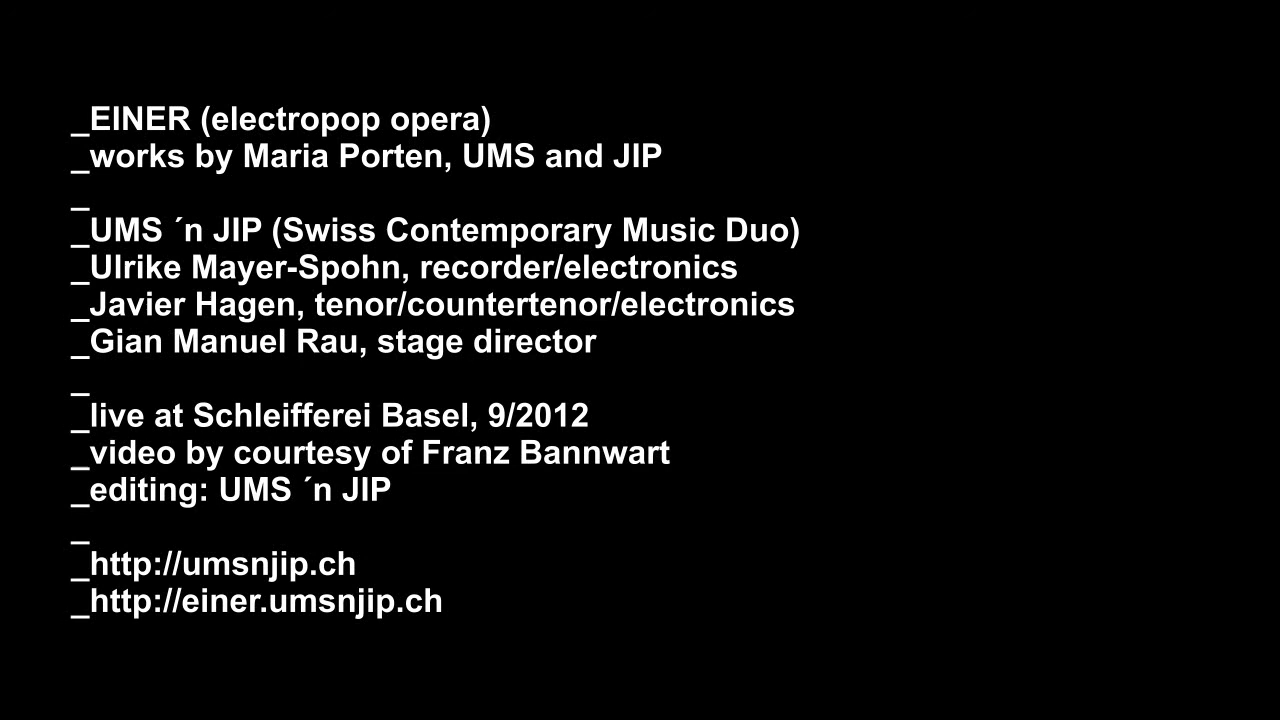 _EINER (electropop opera)
_works by Maria Porten, UMS and JIP
_
_UMS ´n JIP (Swiss Contemporary Music Duo)
_Ulrike Mayer-Spohn, recorder/electronics
_Javier Hagen, tenor/countertenor/electronics
_Gian Manuel Rau, stage director
_
_live at Schleifferei Basel, 9/2012
_video by courtesy of Franz Bannwart
_editing: UMS ´n JIP
_
_http://umsnjip.ch
_http://einer.umsnjip.ch